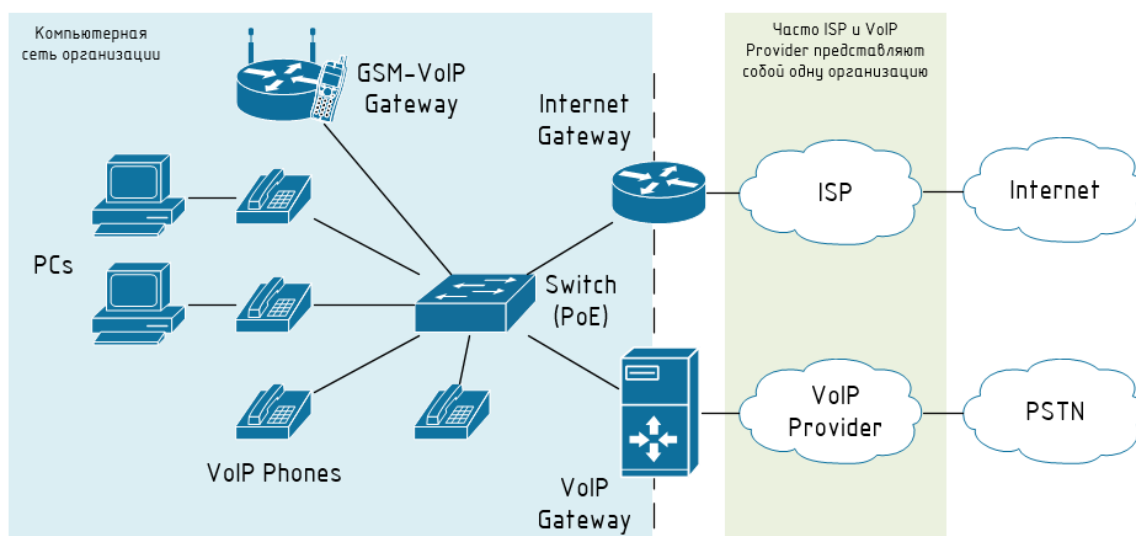 Компьютерная
сеть организации
Часто ISP и VoIP
Provider представляют
собой одну организацию
GSM-VoIP
Gateway
Internet
Gateway
ISP
Internet
PCs
Switch
(PoE)
VoIP
Provider
PSTN
VoIP Phones
VoIP
Gateway